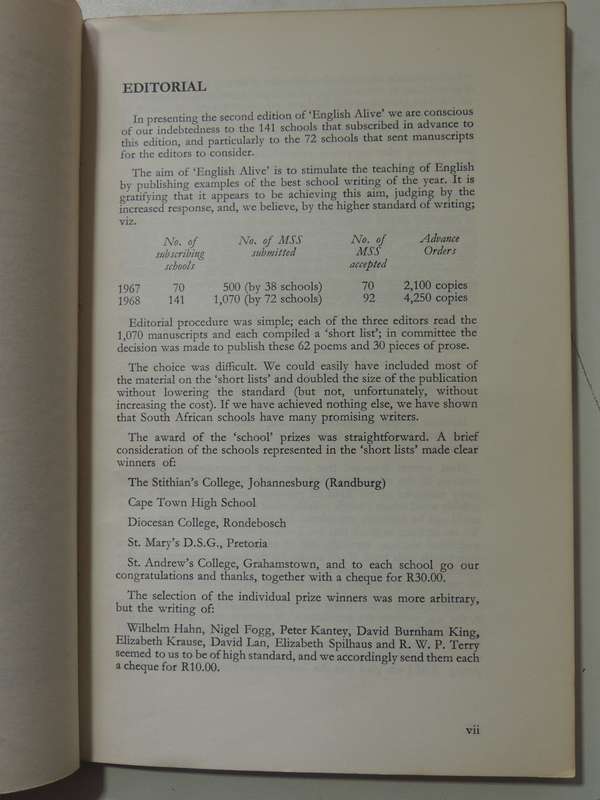 EDITORIAL
In presenting the second edition of ‘English Alive’ we are conscious
of our indebtedness to the 141 schools that subscribed in advance to
this edition, and particularly to the 72 schools that sent manuscripts
for the editors to consider.
The aim of ‘English Alive’ is to stimulate the teaching of English
by publishing examples of the best school writing of the year. It is
gratifying that it appears to be achieving this aim, judging by the
increased response, and, we believe, by the higher standard of writing;
viz.
No. of No. of MSS No. of Advance
subscribing submitted MSS Orders
schools accepted
1967 70 500 (by 38 schools) 70 2,100 copies
1968 141 1,070 (by 72 schools) 92 4,250 copies
Editorial procedure was simple; each of the three editors read the
1,070 manuscripts and each compiled a ‘short list’; in committee the
decision was made to publish these 62 poems and 30 pieces of prose.
The choice was difficult. We could easily have included most of
the material on the ‘short lists’ and doubled the size of the publication
without lowering the standard (but not, unfortunately, without
increasing the cost). If we have achieved nothing else, we have shown
that South African schools have many promising writers.
The award of the ‘school’ prizes was straightforward. A brief
consideration of the schools represented in the ‘short lists’ made clear
winners of:
The Stithian’s College, Johannesburg (Randburg)
Cape Town High School
Diocesan College, Rondebosch
St. Mary’s D.S.G., Pretoria
St. Andrew’s College, Grahamstown, and to each school go our
congratulations and thanks, together with a cheque for R30.00.
The selection of the individual prize winners was more arbitrary,
but the writing of:
Wilhelm Hahn, Nigel Fogg, Peter Kantey, David Burnham King,
Elizabeth Krause, David Lan, Elizabeth Spilhaus and R. W. P. Terry
seemed to us to be of high standard, and we accordingly send them each
a cheque for R10.00.
vii